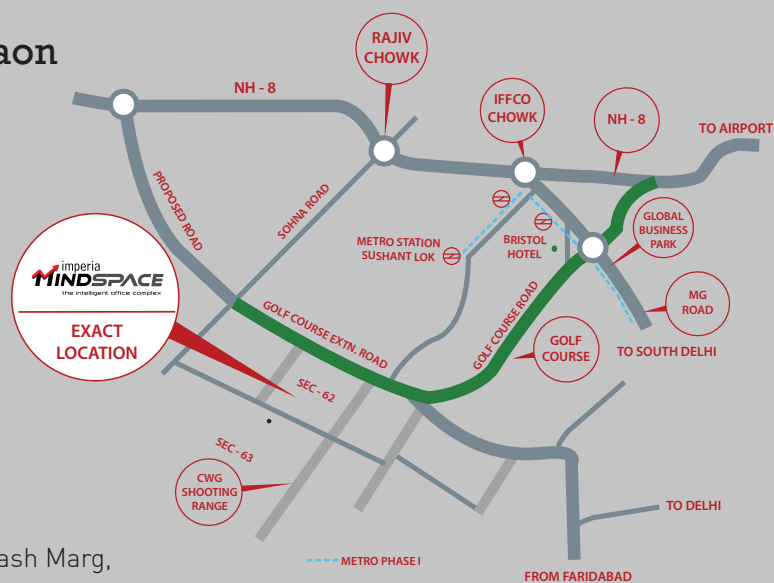 aon
RAJIV
CHOWK
NH - 8
IFFCO
CHOWK
NH - 8
TO AIRPORT
PROPOSED ROAD
SOHNA ROAD
METRO STATION
SUSHANT LOK
BRISTOL
HOTEL
GLOBAL
BUSINESS
PARK
imperia
MINDSPACE
the intelligent office complex
EXACT
LOCATION
GOLF COURSE EXTN. ROAD
GOLF COURSE ROAD
MG
ROAD
GOLF
COURSE
TO SOUTH DELHI
SEC - 62
SEC - 63
CWG
SHOOTING
RANGE
TO DELHI
ash Marg,
METRO PHASE I
FROM FARIDABAD